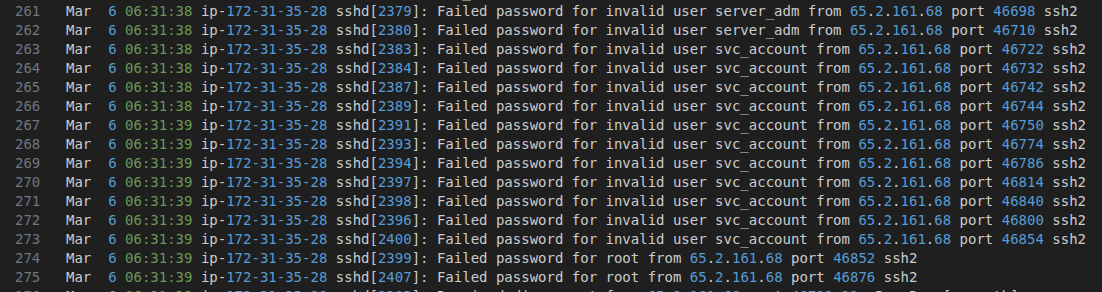 261 Mar  6 06:31:38 ip-172-31-35-28 sshd[2379]: Failed password for invalid user server_adm from 65.2.161.68 port 46698 ssh2
262 Mar  6 06:31:38 ip-172-31-35-28 sshd[2380]: Failed password for invalid user server_adm from 65.2.161.68 port 46710 ssh2
263 Mar  6 06:31:38 ip-172-31-35-28 sshd[2383]: Failed password for invalid user svc_account from 65.2.161.68 port 46722 ssh2
264 Mar  6 06:31:38 ip-172-31-35-28 sshd[2384]: Failed password for invalid user svc_account from 65.2.161.68 port 46732 ssh2
265 Mar  6 06:31:38 ip-172-31-35-28 sshd[2387]: Failed password for invalid user svc_account from 65.2.161.68 port 46742 ssh2
266 Mar  6 06:31:38 ip-172-31-35-28 sshd[2389]: Failed password for invalid user svc_account from 65.2.161.68 port 46744 ssh2
267 Mar  6 06:31:39 ip-172-31-35-28 sshd[2391]: Failed password for invalid user svc_account from 65.2.161.68 port 46750 ssh2
268 Mar  6 06:31:39 ip-172-31-35-28 sshd[2393]: Failed password for invalid user svc_account from 65.2.161.68 port 46774 ssh2
269 Mar  6 06:31:39 ip-172-31-35-28 sshd[2394]: Failed password for invalid user svc_account from 65.2.161.68 port 46786 ssh2
270 Mar  6 06:31:39 ip-172-31-35-28 sshd[2397]: Failed password for invalid user svc_account from 65.2.161.68 port 46814 ssh2
271 Mar  6 06:31:39 ip-172-31-35-28 sshd[2398]: Failed password for invalid user svc_account from 65.2.161.68 port 46840 ssh2
272 Mar  6 06:31:39 ip-172-31-35-28 sshd[2396]: Failed password for invalid user svc_account from 65.2.161.68 port 46800 ssh2
273 Mar  6 06:31:39 ip-172-31-35-28 sshd[2400]: Failed password for invalid user svc_account from 65.2.161.68 port 46854 ssh2
274 Mar  6 06:31:39 ip-172-31-35-28 sshd[2399]: Failed password for root from 65.2.161.68 port 46852 ssh2
275 Mar  6 06:31:39 ip-172-31-35-28 sshd[2407]: Failed password for root from 65.2.161.68 port 46876 ssh2